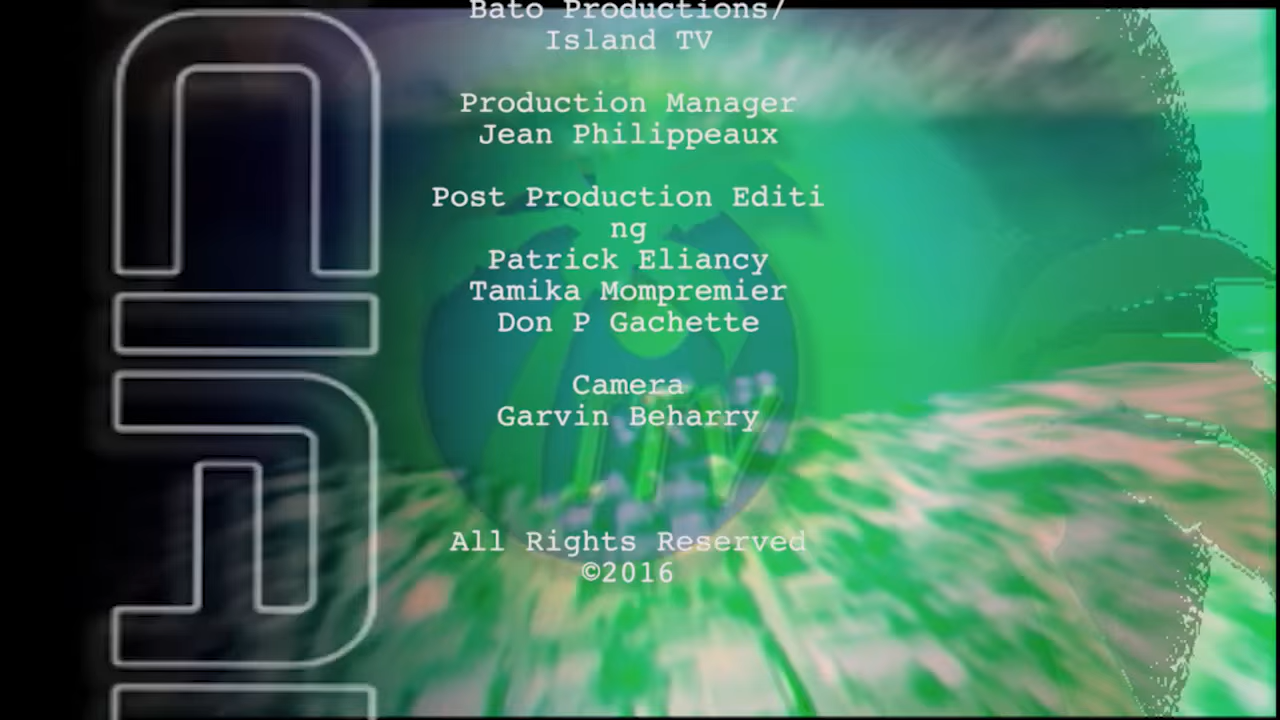 Bato Productions/
Island TV
Production Manager
Jean Philippeaux
Post Production Editi
ng
Patrick Eliancy
Tamika Mompremier
Don P Gachette
Camera
Garvin Beharry
ITV
All Rights Reserved
©2016